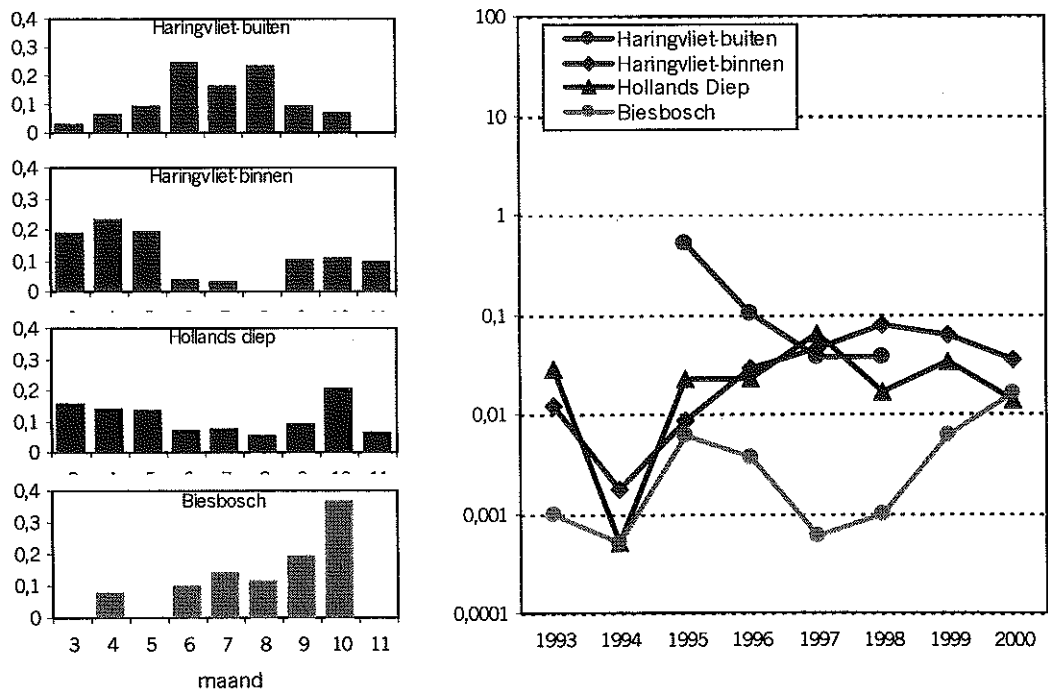 0,4
Haringvliet-buiten
0,3
0,2
0,1
0
0,4
Haringvliet-binnen
0,3
0,2
0,1
0
0,4
Hollands diep
0,3
0,2
0,1
0
5 7 10 11
0,4
Biesbosch
0,3
0,2
0,1
0
3 4 5 6 7 8 9 10 11
maand
100
Haringvliet-buiten
Haringvliet-binnen
Hollands Diep
Biesbosch
10
1
0,1
0,01
0,001
0,0001
1993 1994 1995 1996 1997 1998 1999 2000